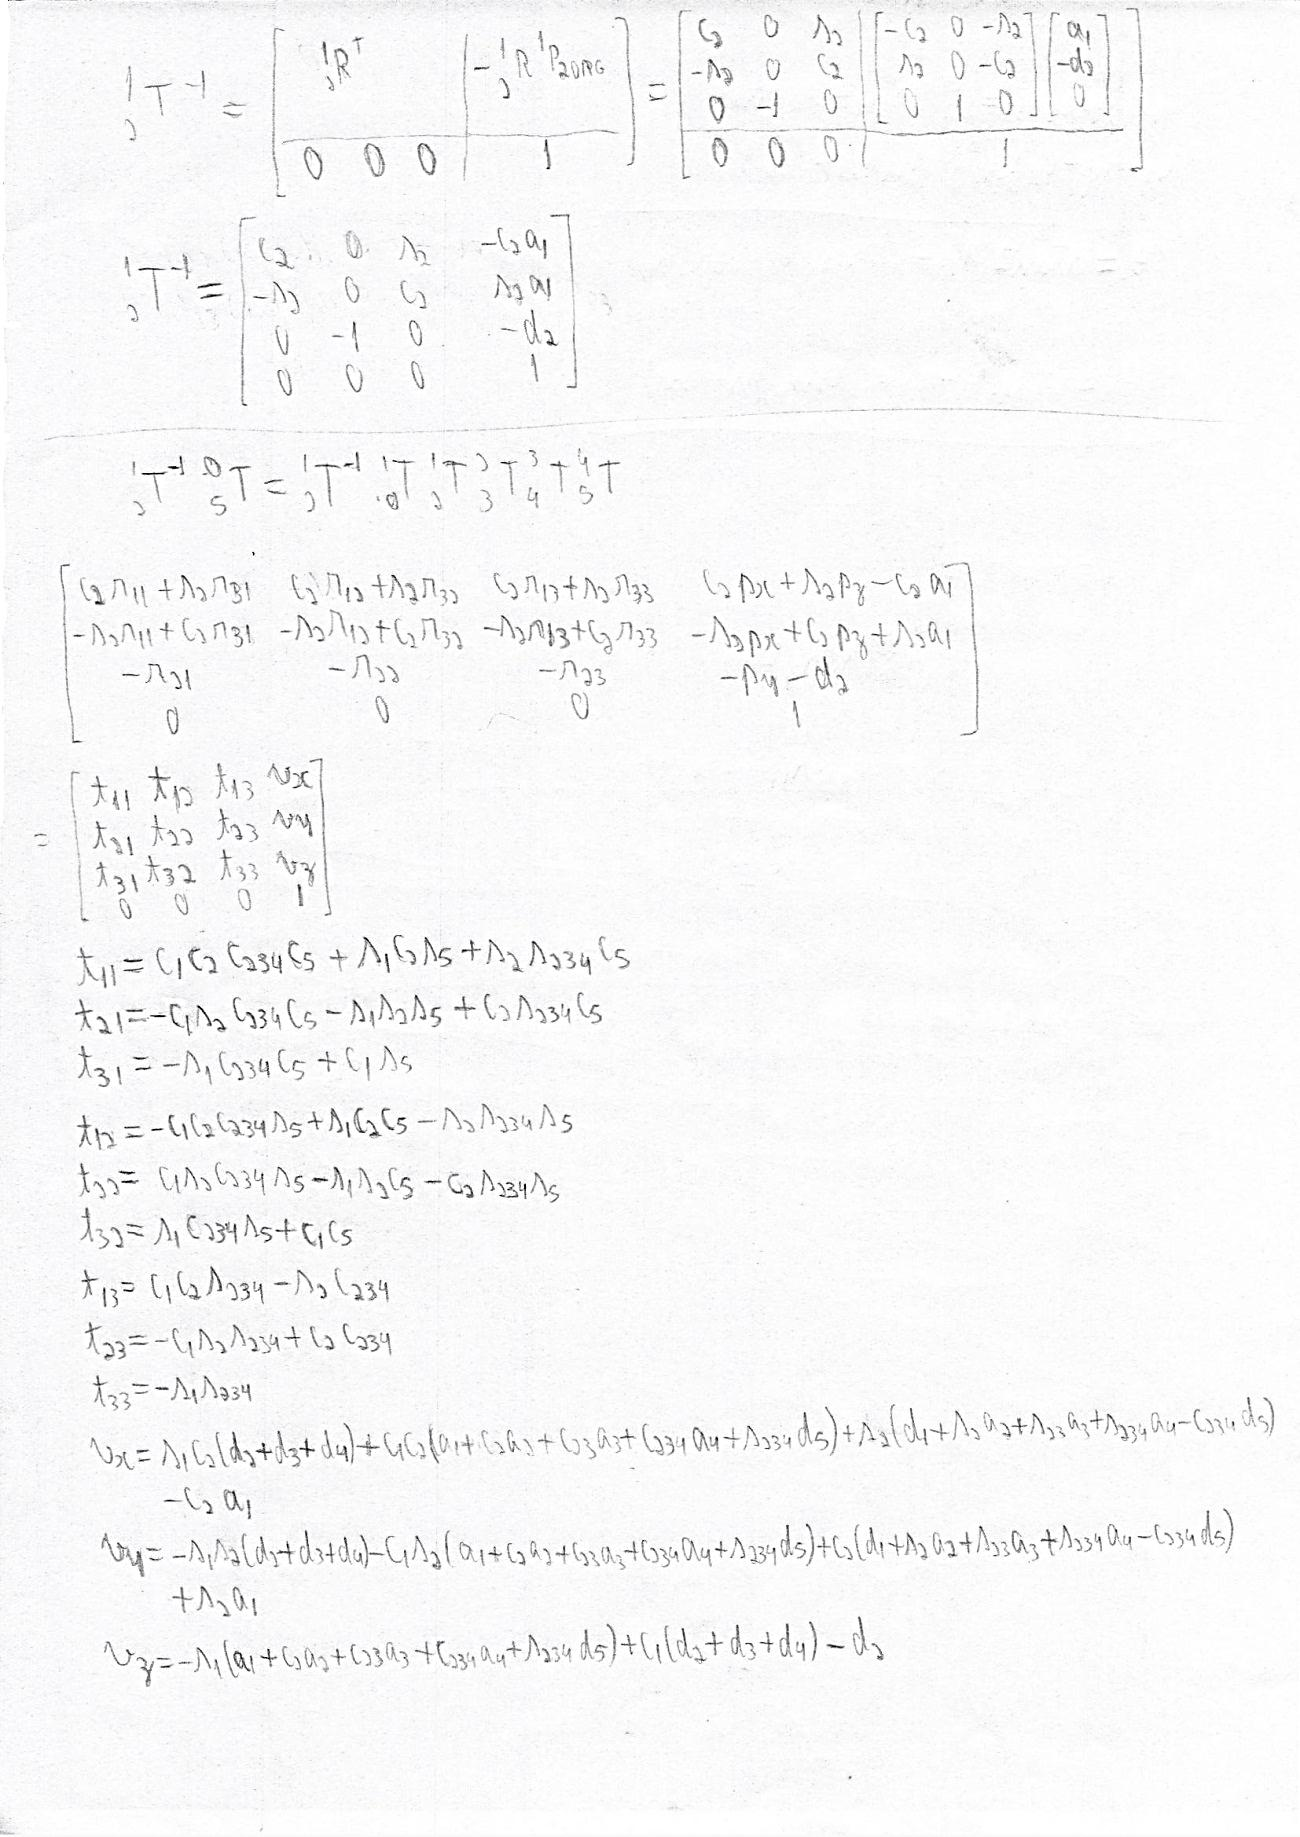 ¹₂T⁻¹ = [ ¹₂Rᵀ | -¹₂R ¹P₂ORG ; 0 0 0 | 1 ] = [ c₂ 0 s₂ ; -s₂ 0 c₂ ; 0 -1 0 | [ -c₂ 0 -s₂ ; s₂ 0 -c₂ ; 0 1 0 ] [ a₁ ; -d₂ ; 0 ] ; 0 0 0 | 1 ]
¹₂T⁻¹ = [ c₂ 0 s₂ -c₂a₁ ; -s₂ 0 c₂ s₂a₁ ; 0 -1 0 -d₂ ; 0 0 0 1 ]
¹₂T⁻¹ ⁰₅T = ¹₂T⁻¹ ¹₀T ¹₂T ²₃T ³₄T ⁴₅T
[ c₂r₁₁+s₂r₃₁ c₂r₁₂+s₂r₃₂ c₂r₁₃+s₂r₃₃ c₂px+s₂pz-c₂a₁
-s₂r₁₁+c₂r₃₁ -s₂r₁₂+c₂r₃₂ -s₂r₁₃+c₂r₃₃ -s₂px+c₂pz+s₂a₁
-r₂₁ -r₂₂ -r₂₃ -py-d₂
0 0 0 1 ]
[ t₁₁ t₁₂ t₁₃ vx
= t₂₁ t₂₂ t₂₃ vy
t₃₁ t₃₂ t₃₃ vz
0 0 0 1 ]
t₁₁ = c₁c₂c₂₃₄c₅ + s₁c₂s₅ + s₂s₂₃₄c₅
t₂₁ = -c₁s₂c₂₃₄c₅ - s₁s₂s₅ + c₂s₂₃₄c₅
t₃₁ = -s₁c₂₃₄c₅ + c₁s₅
t₁₂ = -c₁c₂c₂₃₄s₅ + s₁c₂c₅ - s₂s₂₃₄s₅
t₂₂ = c₁s₂c₂₃₄s₅ - s₁s₂c₅ - c₂s₂₃₄s₅
t₃₂ = s₁c₂₃₄s₅ + c₁c₅
t₁₃ = c₁c₂s₂₃₄ - s₂c₂₃₄
t₂₃ = -c₁s₂s₂₃₄ + c₂c₂₃₄
t₃₃ = -s₁s₂₃₄
vx = s₁c₂(d₂+d₃+d₄)+c₁c₂(a₁+c₂a₂+c₂₃a₃+c₂₃₄a₄+s₂₃₄d₅)+s₂(d₁+s₂a₂+s₂₃a₃+s₂₃₄a₄-c₂₃₄d₅)
-c₂a₁
vy = -s₁s₂(d₂+d₃+d₄)-c₁s₂(a₁+c₂a₂+c₂₃a₃+c₂₃₄a₄+s₂₃₄d₅)+c₂(d₁+s₂a₂+s₂₃a₃+s₂₃₄a₄-c₂₃₄d₅)
+s₂a₁
vz = -s₁(a₁+c₂a₂+c₂₃a₃+c₂₃₄a₄+s₂₃₄d₅)+c₁(d₂+d₃+d₄)-d₂